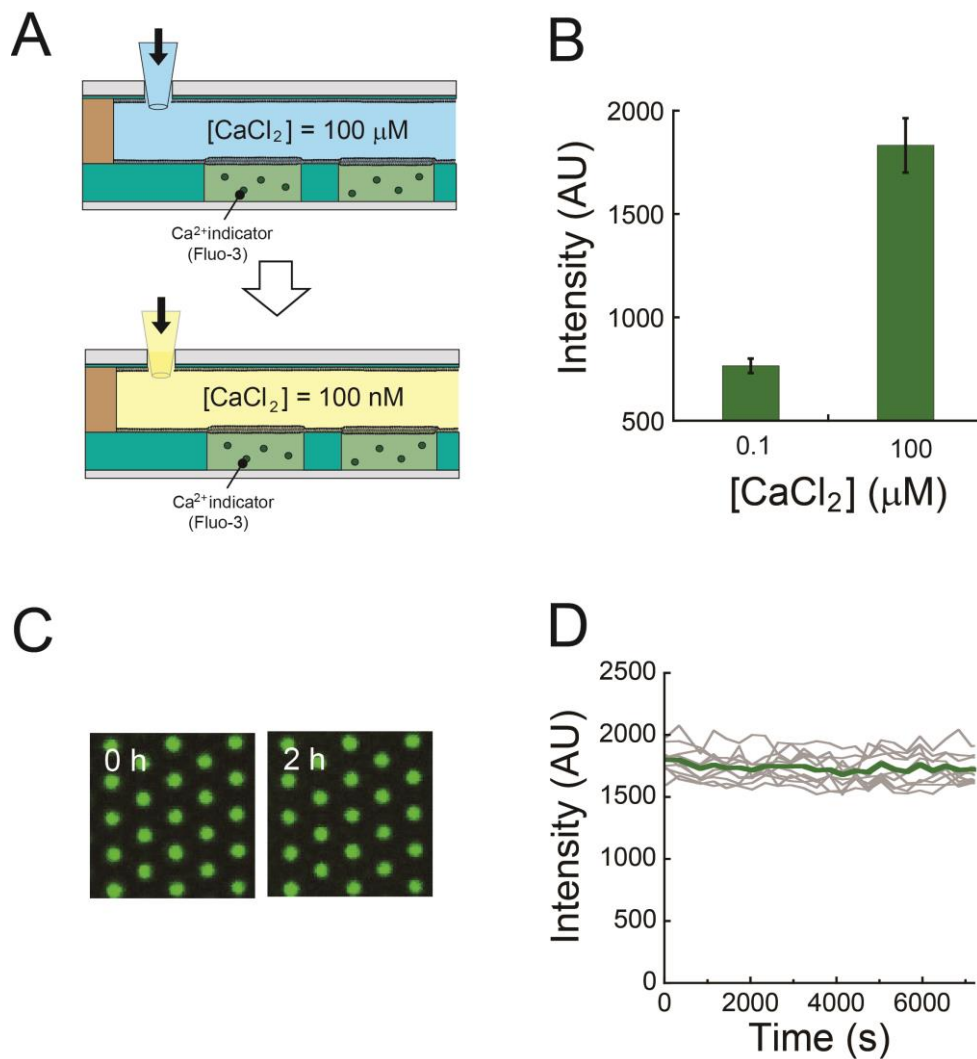 A
[CaCl₂] = 100 μM
Ca²⁺indicator
(Fluo-3)
[CaCl₂] = 100 nM
Ca²⁺indicator
(Fluo-3)
B
Intensity (AU)
2000
1500
1000
500
0.1
100
[CaCl₂] (μM)
C
0 h
2 h
D
Intensity (AU)
2500
2000
1500
1000
500
0
0
2000
4000
6000
Time (s)